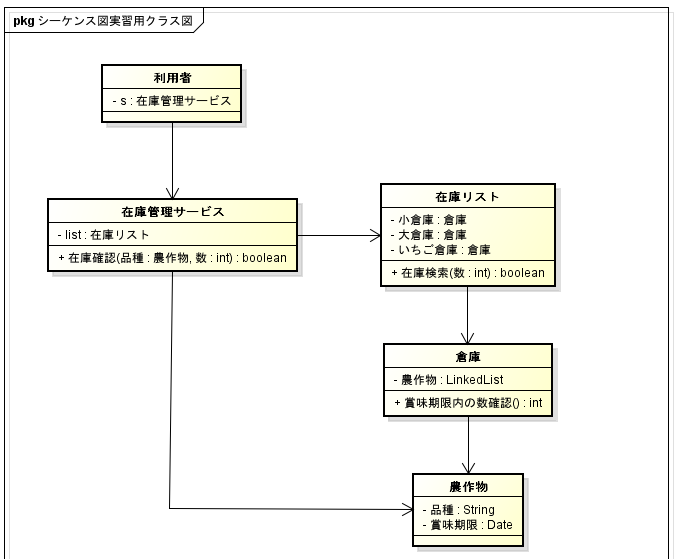 pkg シーケンス図実習用クラス図
利用者
- s : 在庫管理サービス
在庫管理サービス
- list : 在庫リスト
+ 在庫確認(品種 : 農作物, 数 : int) : boolean
在庫リスト
- 小倉庫 : 倉庫
- 大倉庫 : 倉庫
- いちご倉庫 : 倉庫
+ 在庫検索(数 : int) : boolean
倉庫
- 農作物 : LinkedList
+ 賞味期限内の数確認() : int
農作物
- 品種 : String
- 賞味期限 : Date